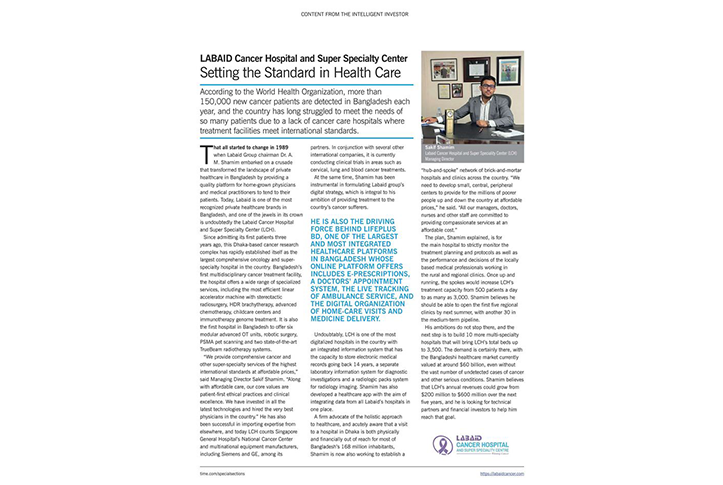 CONTENT FROM THE INTELLIGENT INVESTOR
LABAID Cancer Hospital and Super Specialty Center
Setting the Standard in Health Care
According to the World Health Organization, more than
150,000 new cancer patients are detected in Bangladesh each
year, and the country has long struggled to meet the needs of
so many patients due to a lack of cancer care hospitals where
treatment facilities meet international standards.
That all started to change in 1989
when Labaid Group chairman Dr. A.
M. Shamim embarked on a crusade
that transformed the landscape of private
healthcare in Bangladesh by providing a
quality platform for home-grown physicians
and medical practitioners to tend to their
patients. Today, Labaid is one of the most
recognized private healthcare brands in
Bangladesh, and one of the jewels in its crown
is undoubtedly the Labaid Cancer Hospital
and Super Specialty Center (LCH).
Since admitting its first patients three
years ago, this Dhaka-based cancer research
complex has rapidly established itself as the
largest comprehensive oncology and super-
specialty hospital in the country. Bangladesh's
first multidisciplinary cancer treatment facility,
the hospital offers a wide range of specialized
services, including the most efficient linear
accelerator machine with stereotactic
radiosurgery, HDR brachytherapy, advanced
chemotherapy, childcare centers and
immunotherapy genome treatment. It is also
the first hospital in Bangladesh to offer six
modular advanced OT units, robotic surgery,
PSMA pet scanning and two state-of-the-art
TrueBeam radiotherapy systems.
"We provide comprehensive cancer and
other super-specialty services of the highest
international standards at affordable prices,"
said Managing Director Sakif Shamim. "Along
with affordable care, our core values are
patient-first ethical practices and clinical
excellence. We have invested in all the
latest technologies and hired the very best
physicians in the country." He has also
been successful in importing expertise from
elsewhere, and today LCH counts Singapore
General Hospital's National Cancer Center
and multinational equipment manufacturers,
including Siemens and GE, among its
partners. In conjunction with several other
international companies, it is currently
conducting clinical trials in areas such as
cervical, lung and blood cancer treatments.
At the same time, Shamim has been
instrumental in formulating Labaid group's
digital strategy, which is integral to his
ambition of providing treatment to the
country's cancer sufferers.
HE IS ALSO THE DRIVING
FORCE BEHIND LIFEPLUS
BD, ONE OF THE LARGEST
AND MOST INTEGRATED
HEALTHCARE PLATFORMS
IN BANGLADESH WHOSE
ONLINE PLATFORM OFFERS
INCLUDES E-PRESCRIPTIONS,
A DOCTORS' APPOINTMENT
SYSTEM, THE LIVE TRACKING
OF AMBULANCE SERVICE, AND
THE DIGITAL ORGANIZATION
OF HOME-CARE VISITS AND
MEDICINE DELIVERY.
Undoubtedly, LCH is one of the most
digitalized hospitals in the country with
an integrated information system that has
the capacity to store electronic medical
records going back 14 years, a separate
laboratory information system for diagnostic
investigations and a radiologic packs system
for radiology imaging. Shamim has also
developed a healthcare app with the aim of
integrating data from all Labaid's hospitals in
one place.
A firm advocate of the holistic approach
to healthcare, and acutely aware that a visit
to a hospital in Dhaka is both physically
and financially out of reach for most of
Bangladesh's 168 million inhabitants,
Shamim is now also working to establish a
Sakif Shamim
Labaid Cancer Hospital and Super Speciality Center (LCH)
Managing Director
"hub-and-spoke" network of brick-and-mortar
hospitals and clinics across the country. "We
need to develop small, central, peripheral
centers to provide for the millions of poorer
people up and down the country at affordable
prices," he said. "All our managers, doctors,
nurses and other staff are committed to
providing compassionate services at an
affordable cost."
The plan, Shamim explained, is for
the main hospital to strictly monitor the
treatment planning and protocols as well as
the performance and decisions of the locally
based medical professionals working in
the rural and regional clinics. Once up and
running, the spokes would increase LCH's
treatment capacity from 500 patients a day
to as many as 3,000. Shamim believes he
should be able to open the first five regional
clinics by next summer, with another 30 in
the medium-term pipeline.
His ambitions do not stop there, and the
next step is to build 10 more multi-specialty
hospitals that will bring LCH's total beds up
to 3,500. The demand is certainly there, with
the Bangladeshi healthcare market currently
valued at around $60 billion, even without
the vast number of undetected cases of cancer
and other serious conditions. Shamim believes
that LCH's annual revenues could grow from
$200 million to $600 million over the next
five years, and he is looking for technical
partners and financial investors to help him
reach that goal.
LABAID
CANCER HOSPITAL
AND SUPER SPECIALITY CENTRE
time.com/specialsections
https://labaidcancer.com